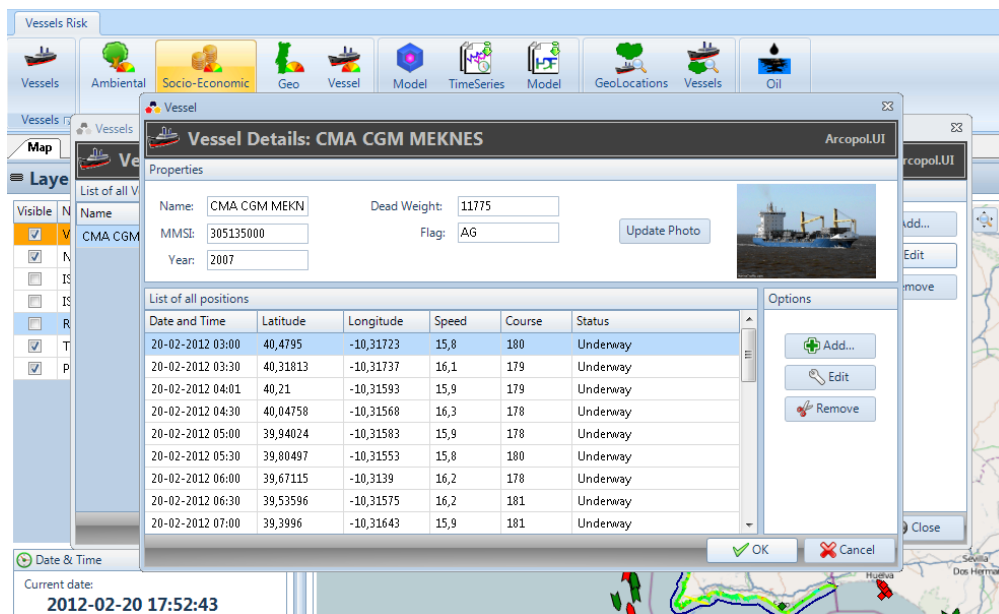 Vessels Risk
Vessels Ambiental Socio-Economic Geo Vessel Model TimeSeries Model GeoLocations Vessels Oil
Vessels
Map
Vessels
Vessel
Vessel Details: CMA CGM MEKNES Arcopol.UI
Ve rcopol.UI
Laye
Properties
List of all V
Visible N Name
CMA CGM
V
N
IS
IS
R
T
P
Name: CMA CGM MEKN Dead Weight: 11775
MMSI: 305135000 Flag: AG Update Photo
Year: 2007
Add...
Edit
emove
List of all positions Options
Date and Time Latitude Longitude Speed Course Status
20-02-2012 03:00 40,4795 -10,31723 15,8 180 Underway
20-02-2012 03:30 40,31813 -10,31737 16,1 179 Underway
20-02-2012 04:01 40,21 -10,31593 15,9 179 Underway
20-02-2012 04:30 40,04758 -10,31568 16,3 178 Underway
20-02-2012 05:00 39,94024 -10,31583 15,9 178 Underway
20-02-2012 05:30 39,80497 -10,31553 15,8 180 Underway
20-02-2012 06:00 39,67115 -10,3139 16,2 178 Underway
20-02-2012 06:30 39,53596 -10,31575 16,2 181 Underway
20-02-2012 07:00 39,3996 -10,31643 15,9 181 Underway
Add...
Edit
Remove
OK Cancel
Close
Date & Time
Current date:
2012-02-20 17:52:43
Sevilla
Dos Herma
Huelva